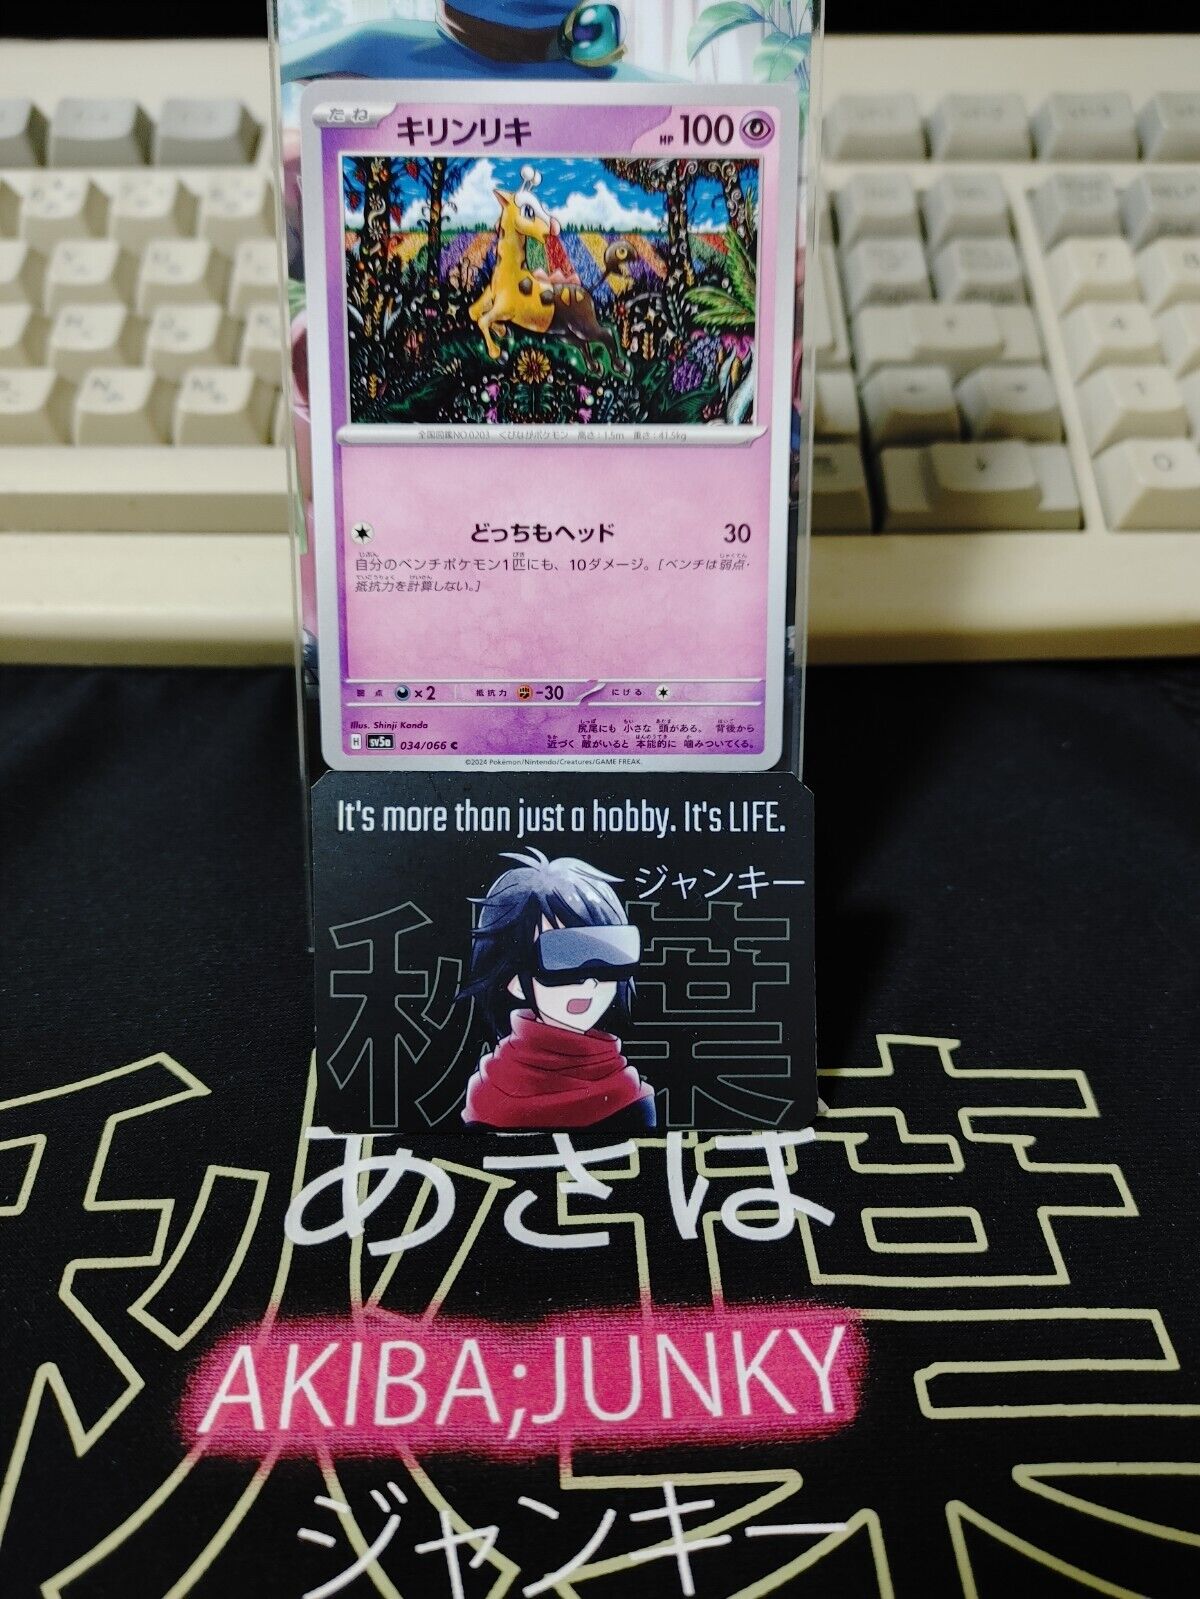 たね
キリンリキ
HP 100
全国図鑑NO.0203 くびながポケモン 高さ:1.5m 重さ:41.5kg
どっちもヘッド 30
自分のベンチポケモン1匹にも、10ダメージ。[ベンチは弱点・
抵抗力を計算しない。]
弱点 ×2 抵抗力 -30 にげる
Illus. Shinji Kanda
H sv5a 034/066 C
尻尾にも 小さな 頭がある。 背後から
近づく 敵がいると 本能的に 噛みついてくる。
©2024 Pokémon/Nintendo/Creatures/GAME FREAK.
It's more than just a hobby. It's LIFE.
ジャンキー
秋葉
秋葉
あきば
AKIBA;JUNKY
ジャンキー